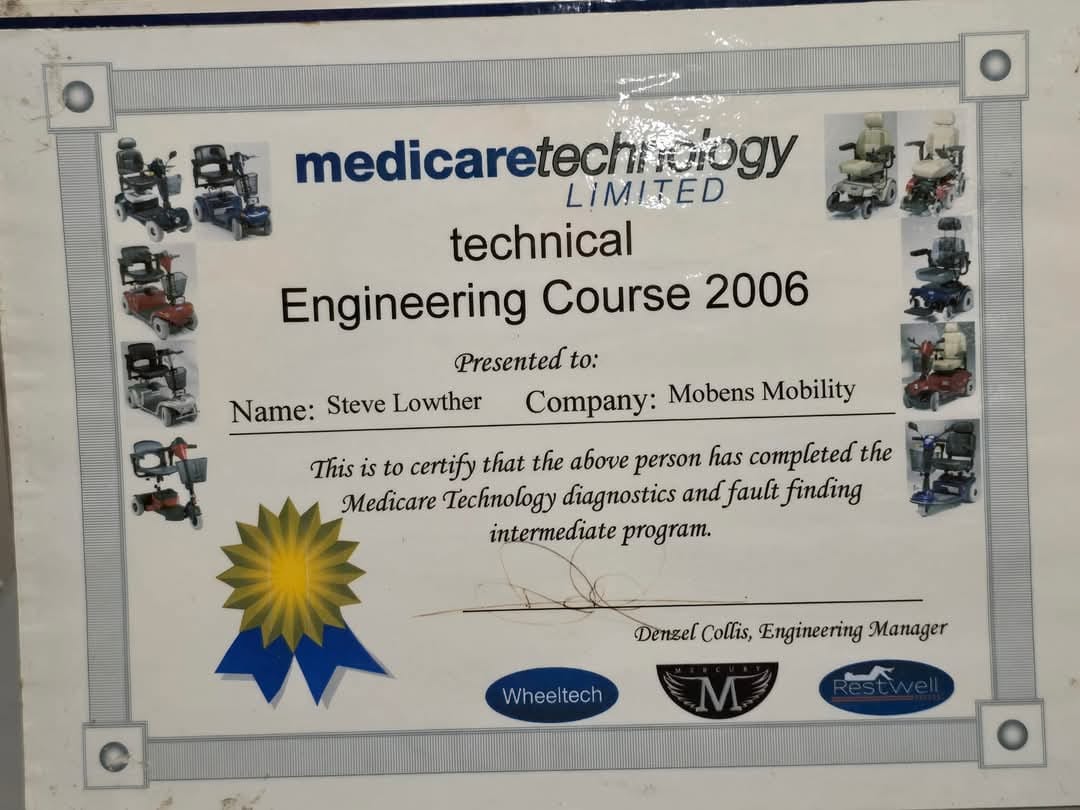 medicaretechnology
LIMITED
technical
Engineering Course 2006
Presented to:
Name: Steve Lowther Company: Mobens Mobility
This is to certify that the above person has completed the
Medicare Technology diagnostics and fault finding
intermediate program.
Denzel Collis, Engineering Manager
Wheeltech
MERCURY
M
Restwell